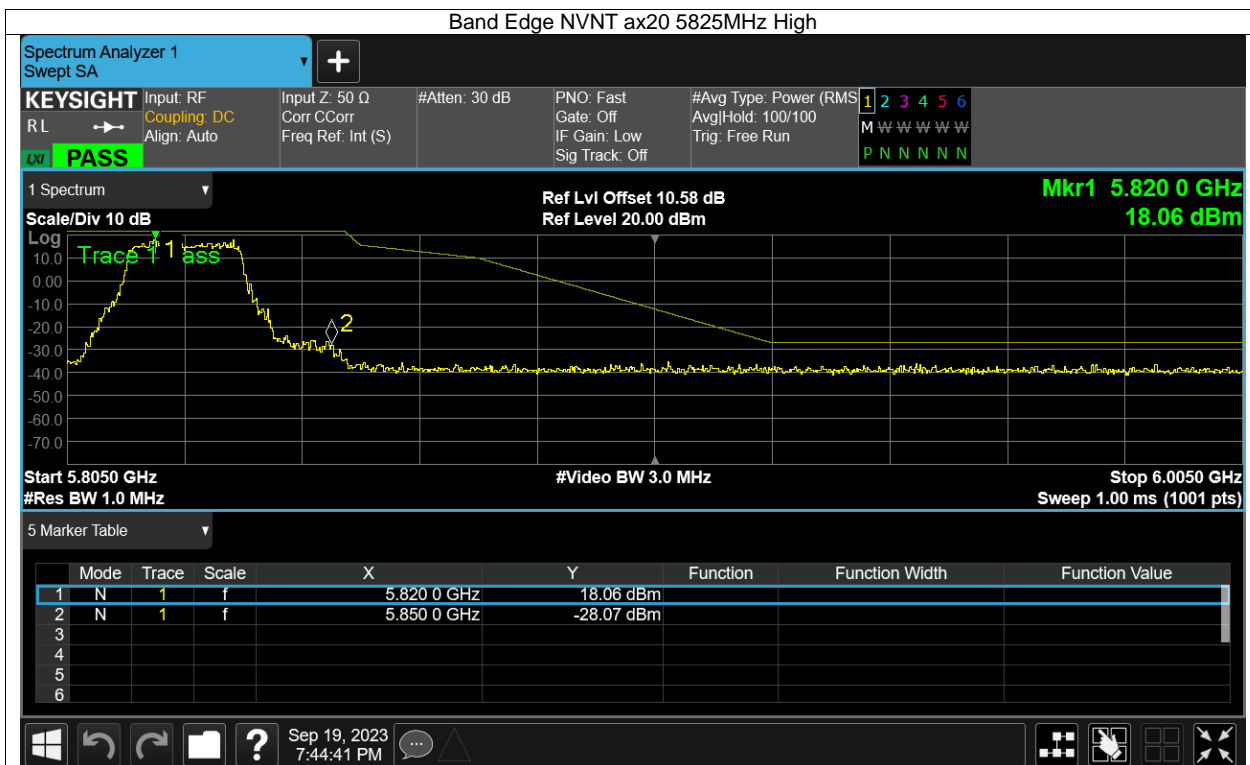 Band Edge NVNT ax20 5825MHz High
Spectrum Analyzer 1
Swept SA
KEYSIGHT
RL
LXI PASS
Input: RF
Coupling: DC
Align: Auto
Input Z: 50 Ω
Corr CCorr
Freq Ref: Int (S)
#Atten: 30 dB
PNO: Fast
Gate: Off
IF Gain: Low
Sig Track: Off
#Avg Type: Power (RMS
Avg|Hold: 100/100
Trig: Free Run
1 2 3 4 5 6
M W W W W W
P N N N N N
1 Spectrum
Scale/Div 10 dB
Ref Lvl Offset 10.58 dB
Ref Level 20.00 dBm
Mkr1 5.820 0 GHz
18.06 dBm
Log
10.0
0.00
-10.0
-20.0
-30.0
-40.0
-50.0
-60.0
-70.0
Trace 1 ass
1
2
Start 5.8050 GHz
#Res BW 1.0 MHz
#Video BW 3.0 MHz
Stop 6.0050 GHz
Sweep 1.00 ms (1001 pts)
5 Marker Table
Mode Trace Scale X Y Function Function Width Function Value
1 N 1 f 5.820 0 GHz 18.06 dBm
2 N 1 f 5.850 0 GHz -28.07 dBm
3
4
5
6
?
Sep 19, 2023
7:44:41 PM